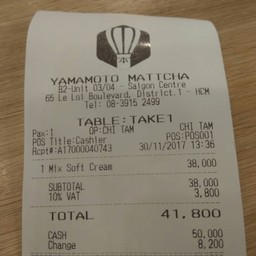 YAMAMOTO MATTCHA
B2-Unit 03/04 - Saigon Centre
65 Le Loi Boulevard, District.1 - HCM
Tel: 08-3915 2499
TABLE: TAKE1
Pax:1 OP:CHI TAM CHI TAM
POS Title:Cashier POS:POS001
Rcpt#:A17000040743 30/11/2017 13:36
1 Mix Soft Cream 38,000
SUBTOTAL 38,000
10% VAT 3,800
TOTAL 41,800
CASH 50,000
Change 8,200